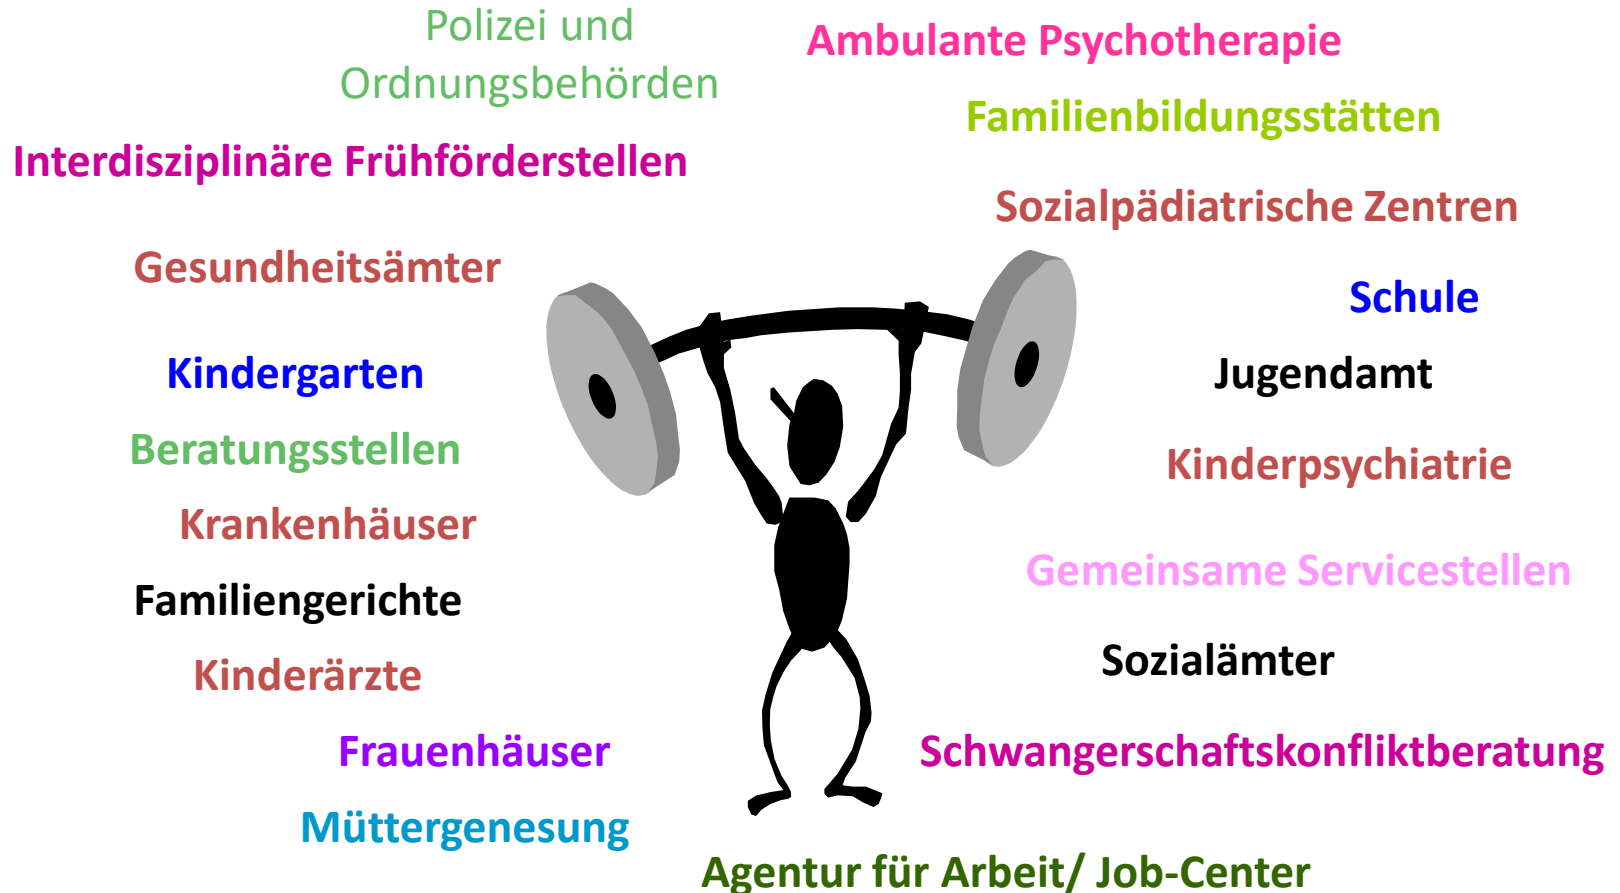 Polizei und
Ordnungsbehörden
Ambulante Psychotherapie
Familienbildungsstätten
Interdisziplinäre Frühförderstellen
Sozialpädiatrische Zentren
Gesundheitsämter
Schule
Kindergarten
Jugendamt
Beratungsstellen
Kinderpsychiatrie
Krankenhäuser
Gemeinsame Servicestellen
Familiengerichte
Sozialämter
Kinderärzte
Frauenhäuser
Schwangerschaftskonfliktberatung
Müttergenesung
Agentur für Arbeit/ Job-Center